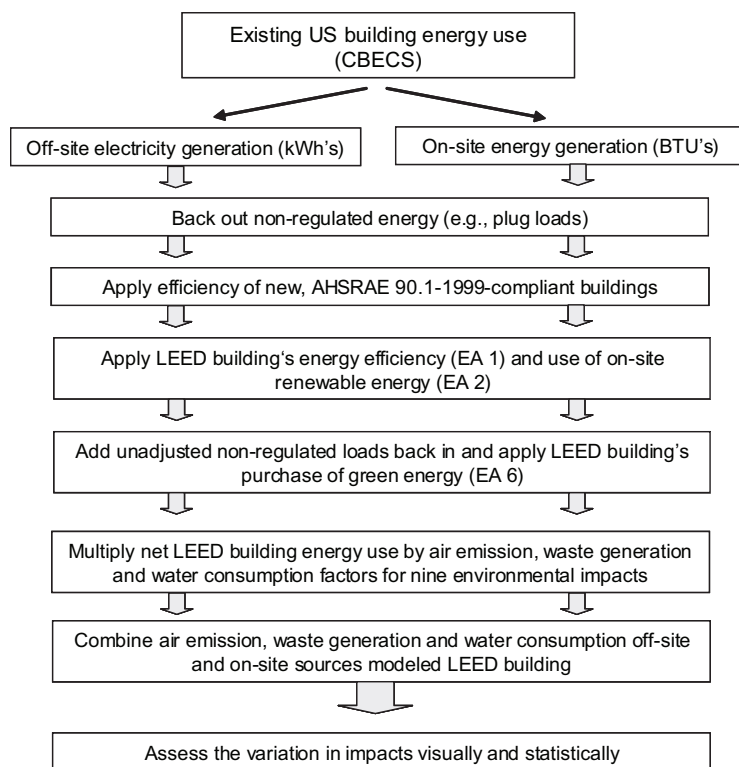 Existing US building energy use
(CBECS)
Off-site electricity generation (kWh's)
On-site energy generation (BTU's)
Back out non-regulated energy (e.g., plug loads)
Apply efficiency of new, AHSRAE 90.1-1999-compliant buildings
Apply LEED building‘s energy efficiency (EA 1) and use of on-site
renewable energy (EA 2)
Add unadjusted non-regulated loads back in and apply LEED building’s
purchase of green energy (EA 6)
Multiply net LEED building energy use by air emission, waste generation
and water consumption factors for nine environmental impacts
Combine air emission, waste generation and water consumption off-site
and on-site sources modeled LEED building
Assess the variation in impacts visually and statistically